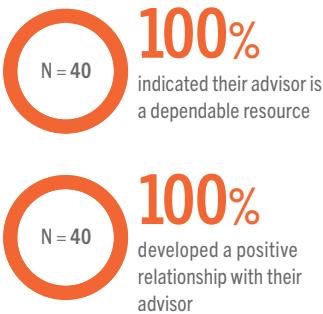 N = 40
100%
indicated their advisor is
a dependable resource
N = 40
100%
developed a positive
relationship with their
advisor